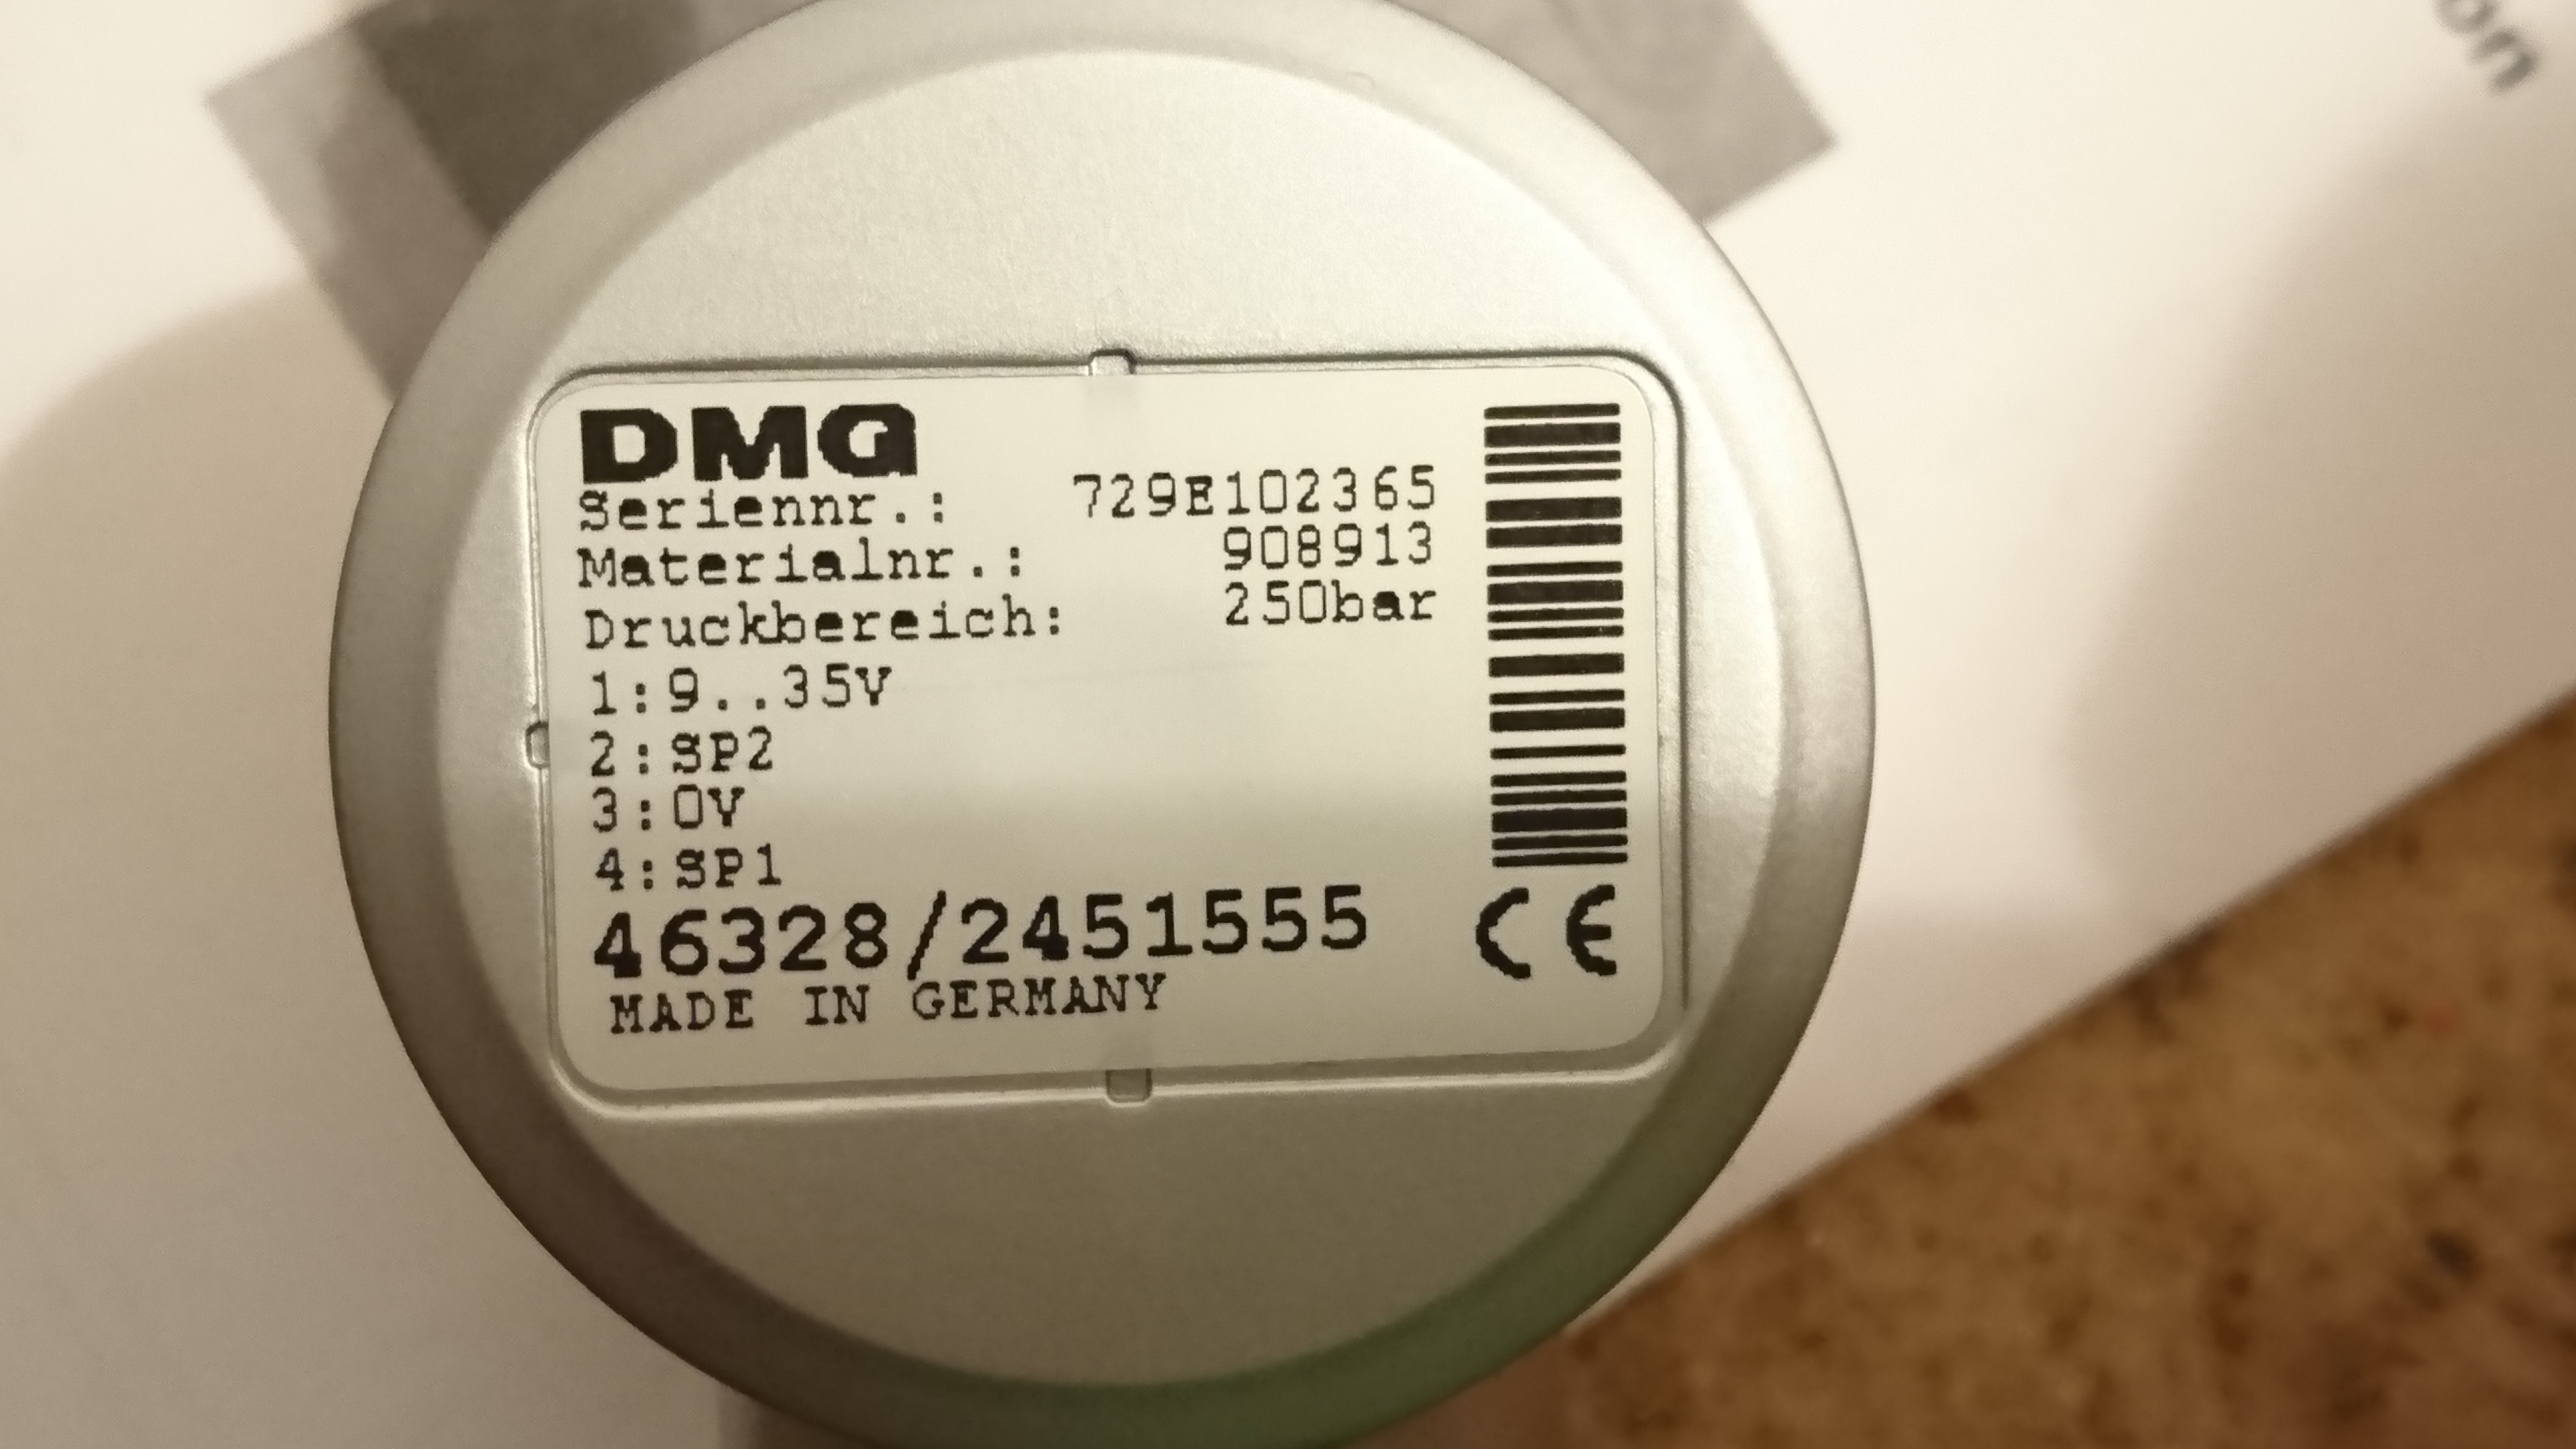 DMG
Seriennr.: 729E102365
Materialnr.: 908913
Druckbereich: 250bar
1:9..35V
2:SP2
3:0V
4:SP1
46328/2451555
CE
MADE IN GERMANY